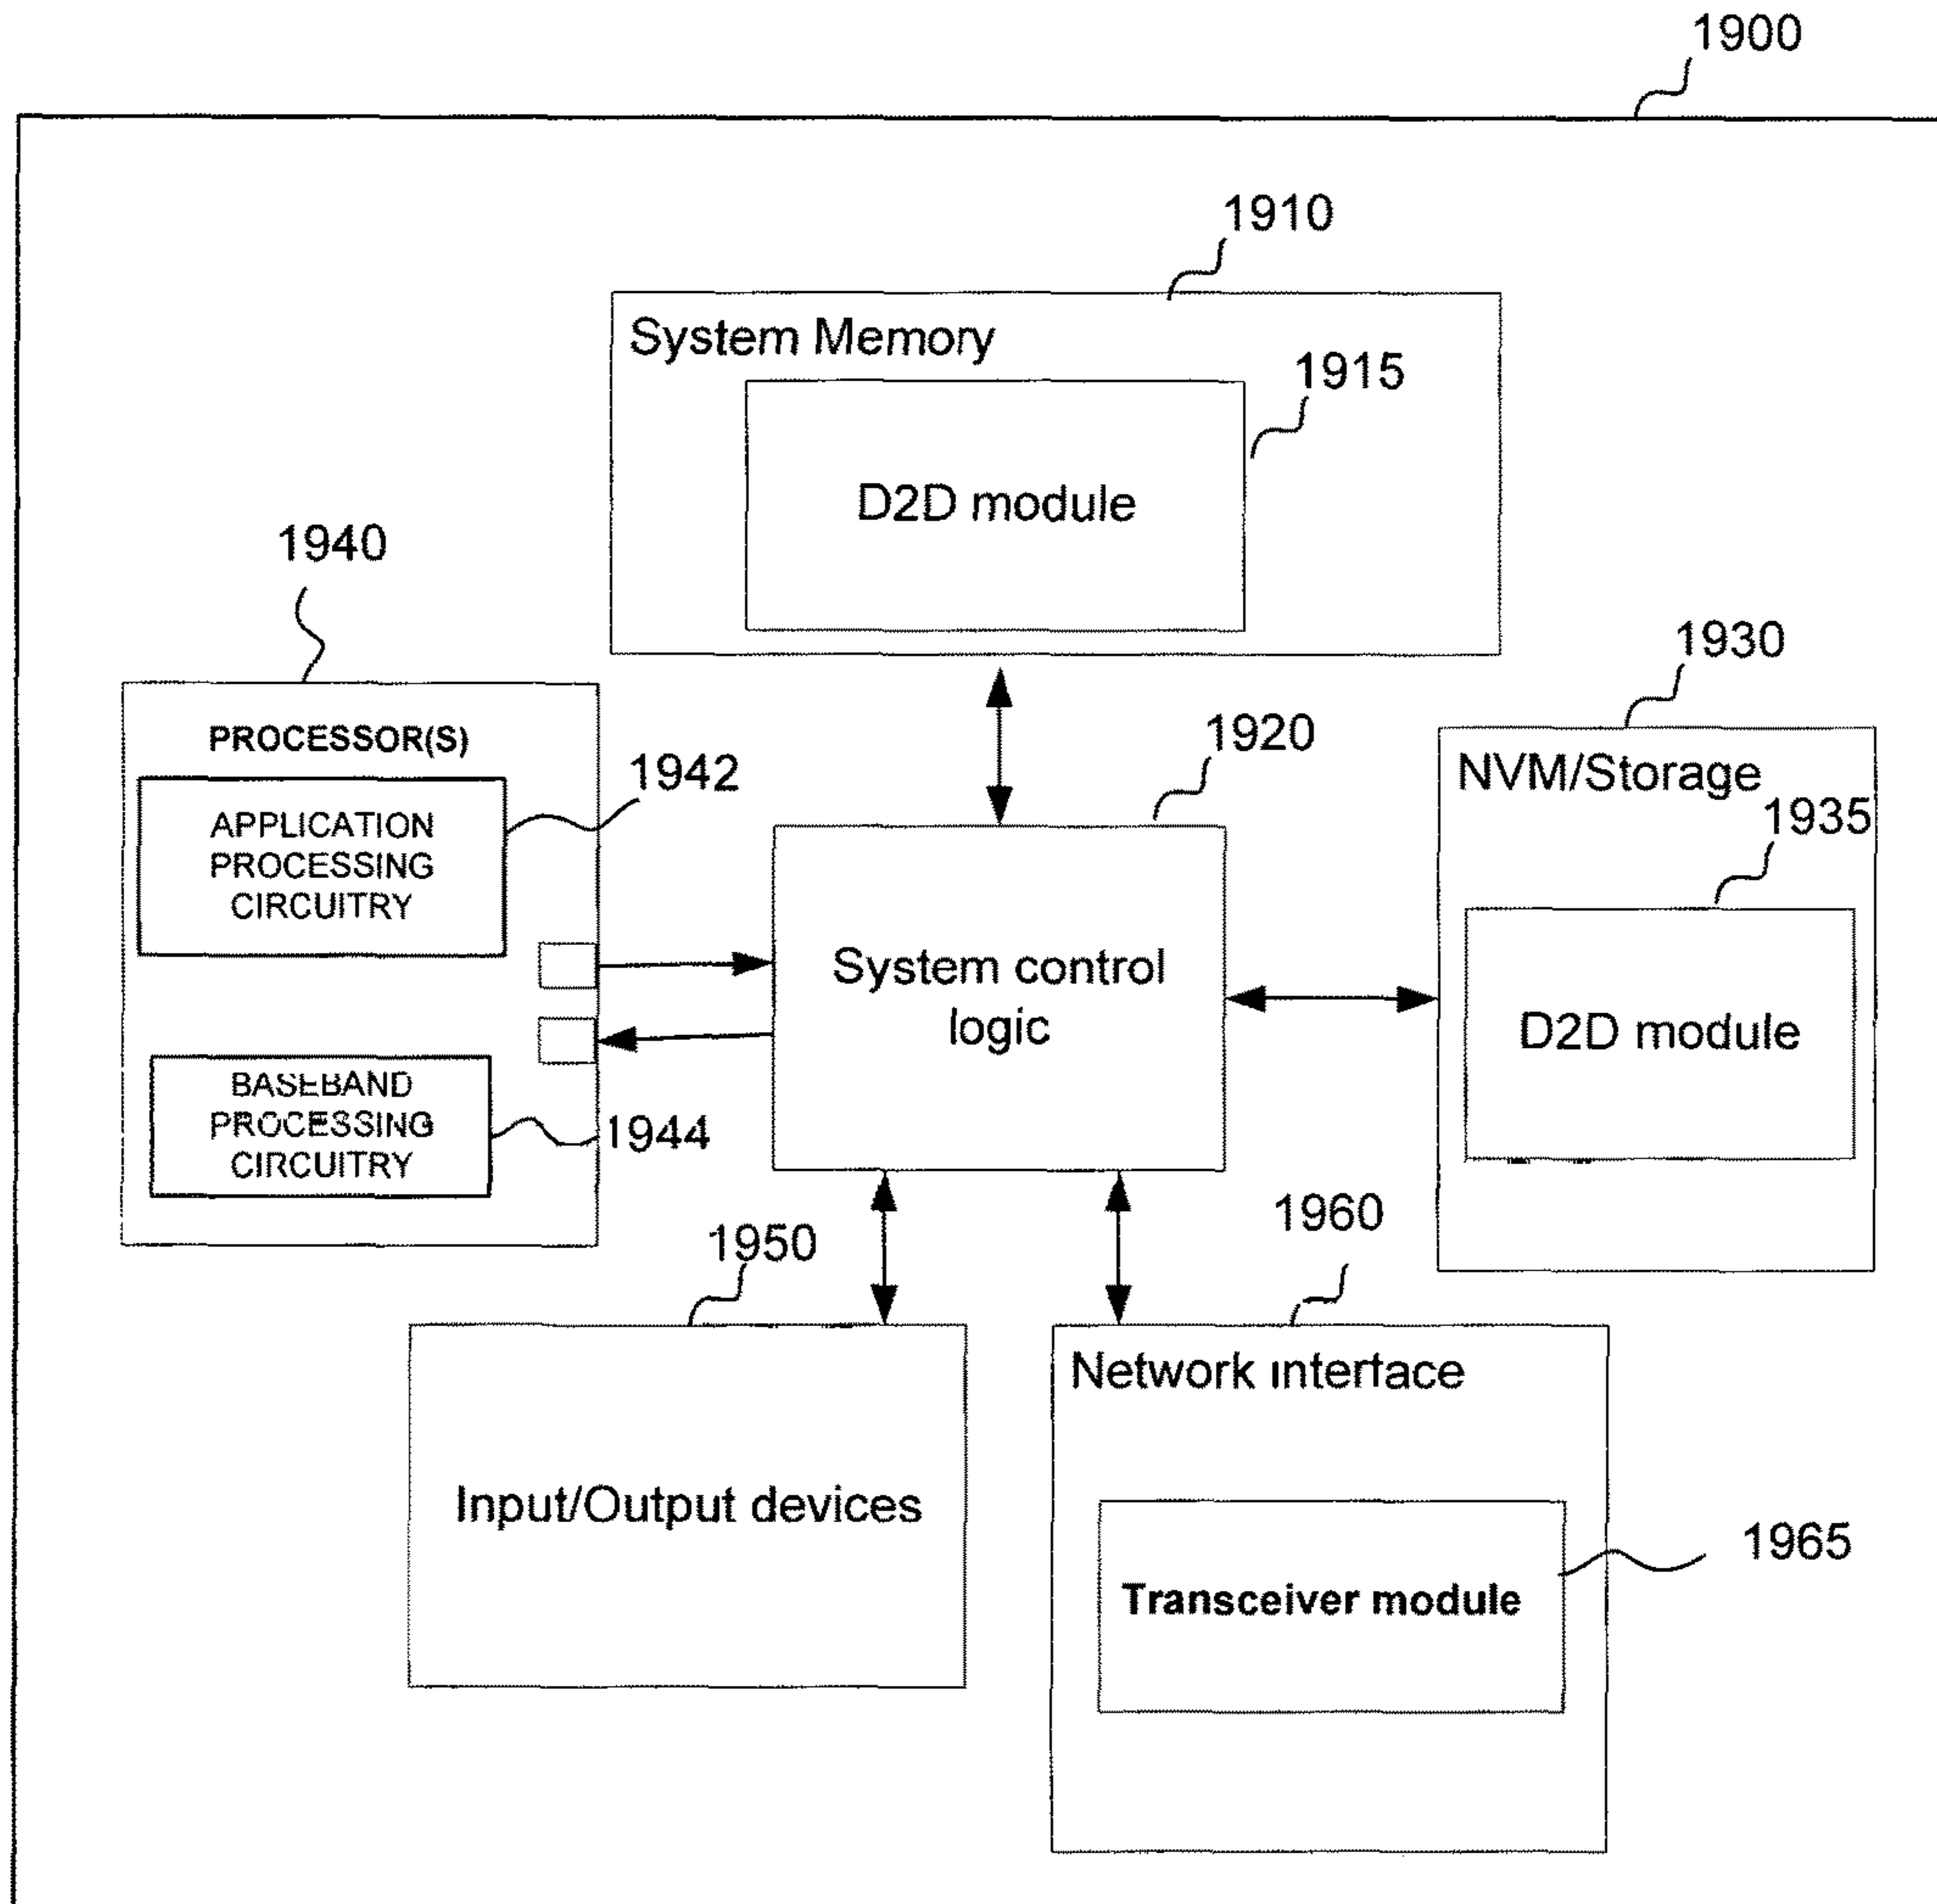 1900
1910
System Memory
1915
D2D module
1940
1930
PROCESSOR(S)
1920
NVM/Storage
1942
1935
APPLICATION
PROCESSING
CIRCUITRY
System control
logic
D2D module
BASEBAND
PROCESSING
CIRCUITRY
1944
1950
1960
Network interface
Input/Output devices
1965
Transceiver module